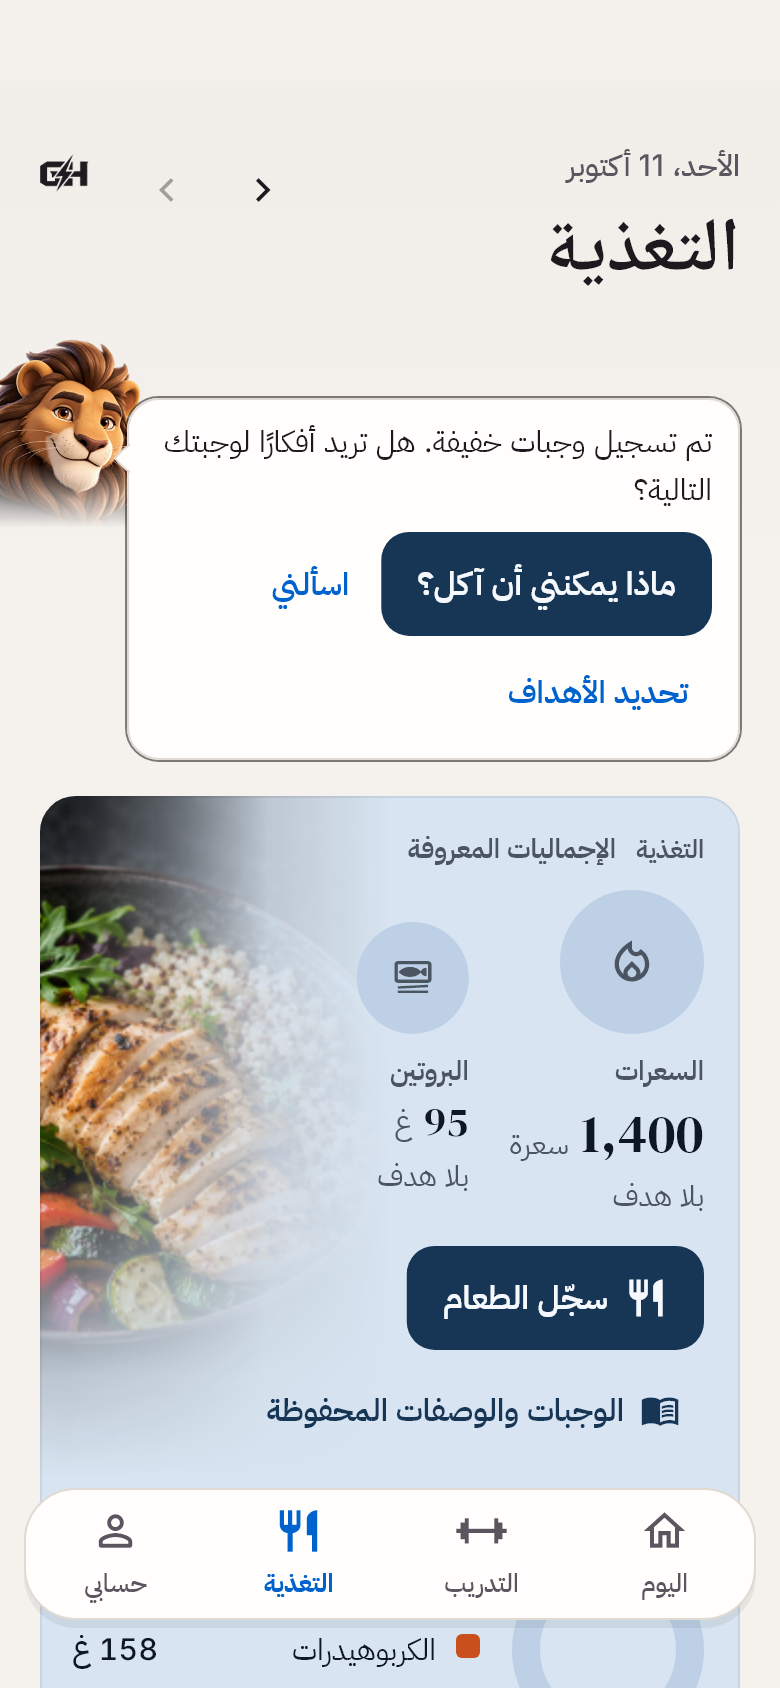 الأحد، 11 أكتوبر
GH
التغذية
تم تسجيل وجبات خفيفة. هل تريد أفكارًا لوجبتك
التالية؟
ماذا يمكنني أن آكل؟
اسألني
تحديد الأهداف
التغذية الإجماليات المعروفة
السعرات
1,400 سعرة
بلا هدف
البروتين
95 غ
بلا هدف
سجّل الطعام
الوجبات والوصفات المحفوظة
اليوم
التدريب
التغذية
حسابي
الكربوهيدرات
158 غ